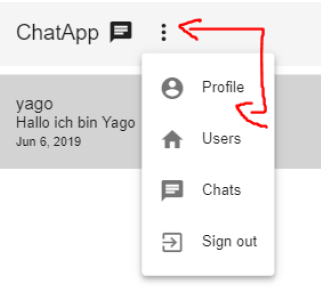 ChatApp
Profile
yago
Hallo ich bin Yago
Jun 6, 2019
Users
Chats
Sign out